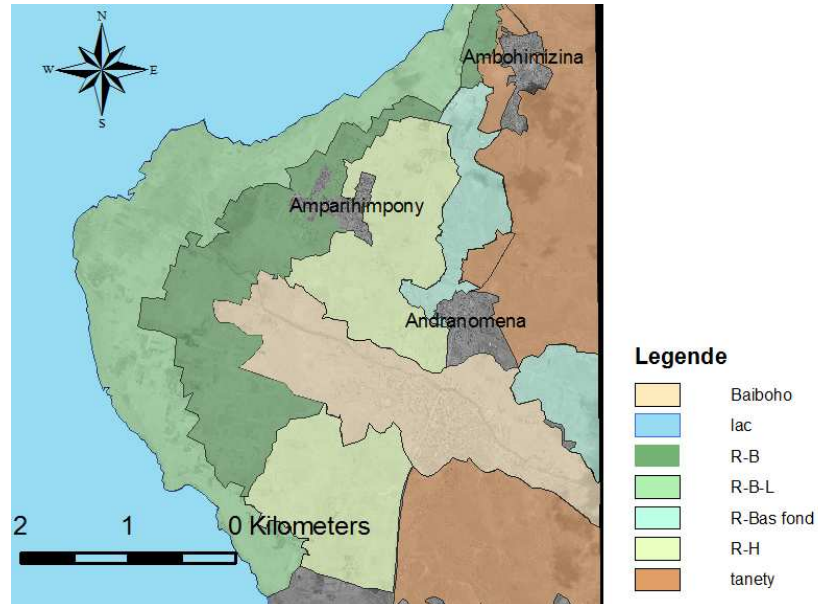 N
W E
S
Ambohimizina
Amparihimpony
Andranomena
2 1 0 Kilometers
Legende
Baiboho
lac
R-B
R-B-L
R-Bas fond
R-H
tanety